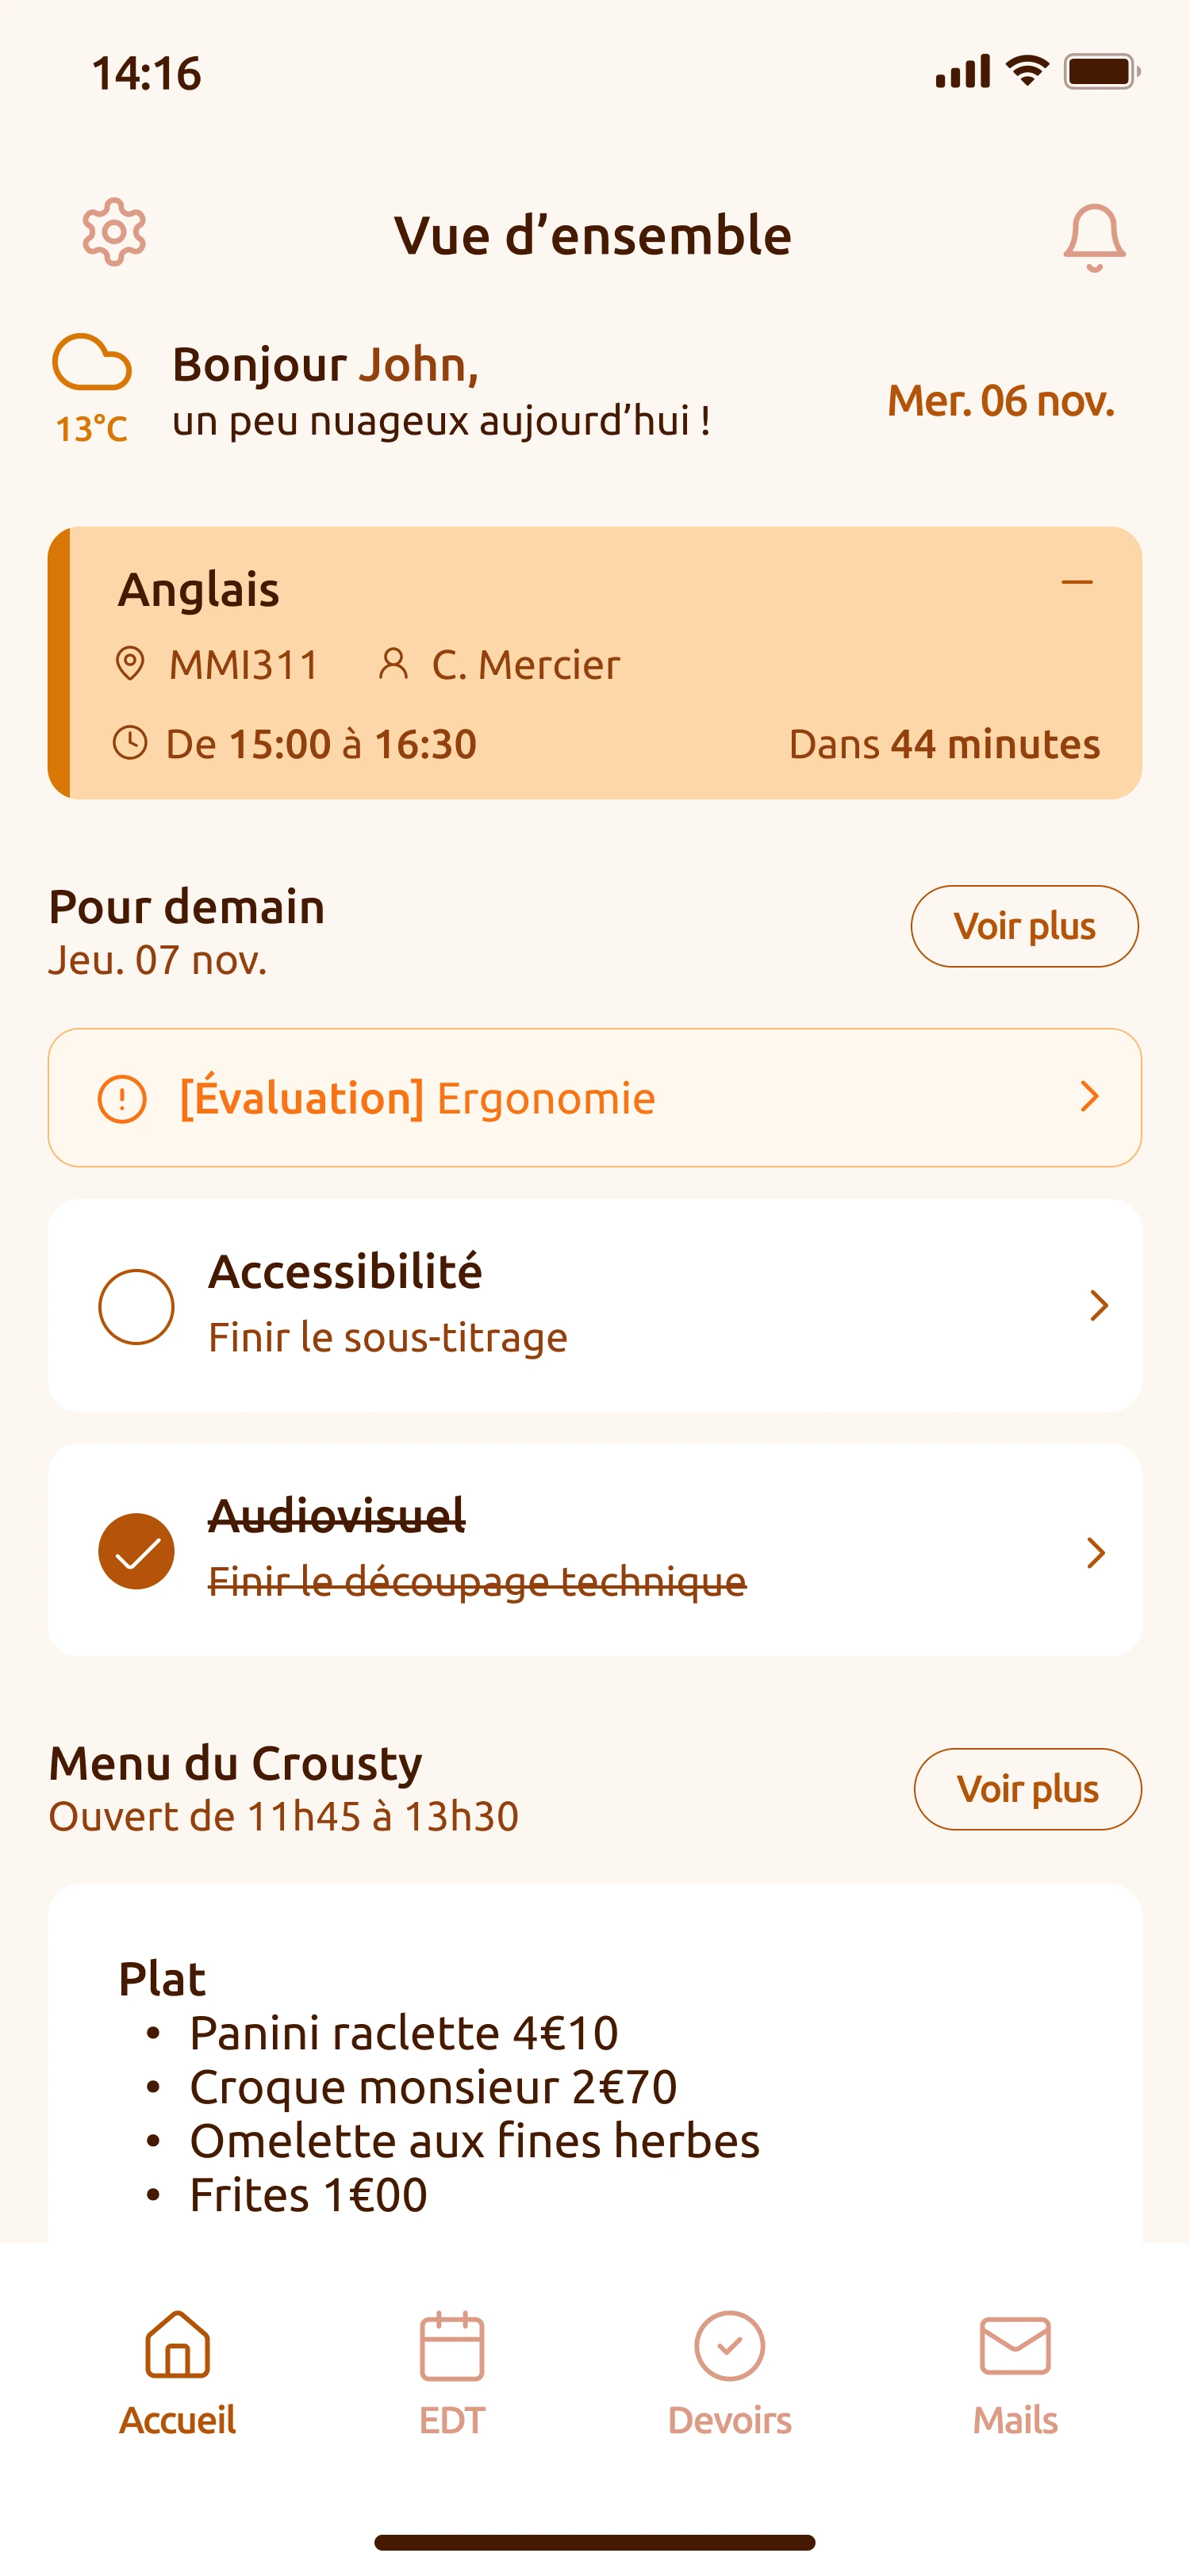 14:16
Vue d’ensemble
Bonjour John,
un peu nuageux aujourd’hui !
13°C
Mer. 06 nov.
Anglais
MMI311 C. Mercier
De 15:00 à 16:30 Dans 44 minutes
Pour demain
Jeu. 07 nov.
Voir plus
[Évaluation] Ergonomie
Accessibilité
Finir le sous-titrage
Audiovisuel
Finir le découpage technique
Menu du Crousty
Ouvert de 11h45 à 13h30
Voir plus
Plat
• Panini raclette 4€10
• Croque monsieur 2€70
• Omelette aux fines herbes
• Frites 1€00
Accueil EDT Devoirs Mails